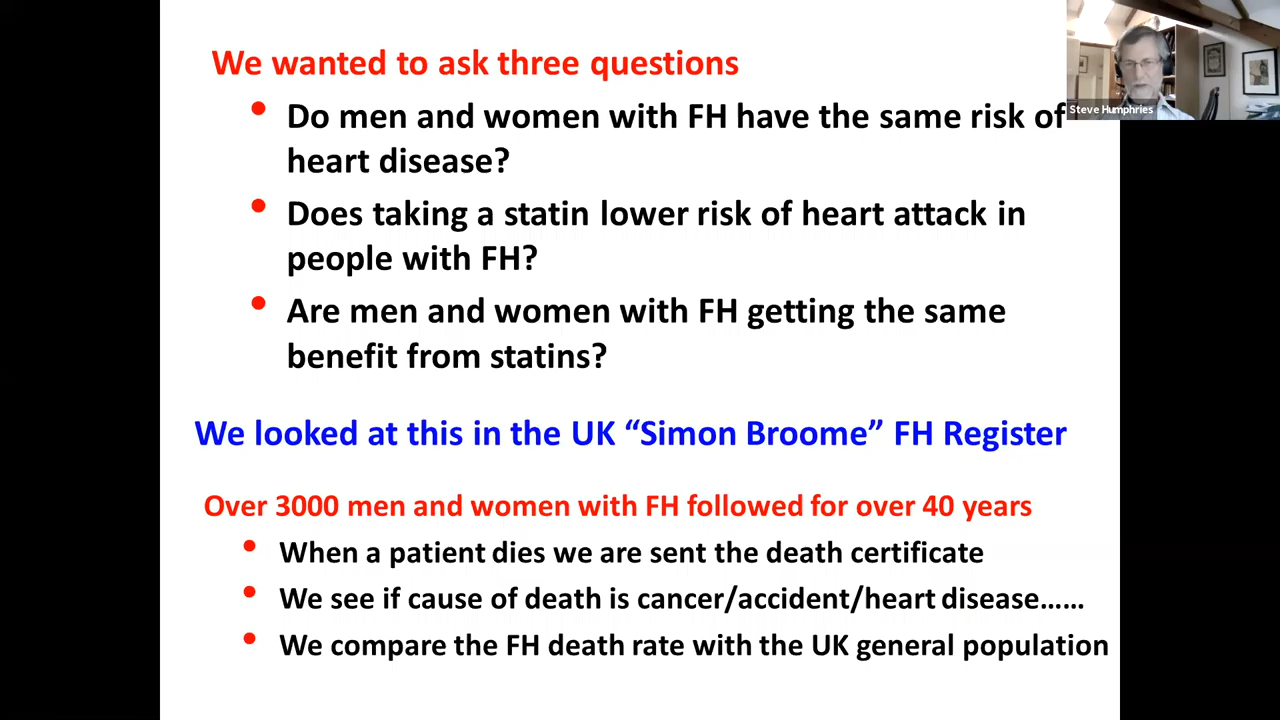 We wanted to ask three questions
• Do men and women with FH have the same risk of
heart disease?
• Does taking a statin lower risk of heart attack in
people with FH?
• Are men and women with FH getting the same
benefit from statins?
We looked at this in the UK “Simon Broome” FH Register
Over 3000 men and women with FH followed for over 40 years
• When a patient dies we are sent the death certificate
• We see if cause of death is cancer/accident/heart disease……
• We compare the FH death rate with the UK general population
Steve Humphries